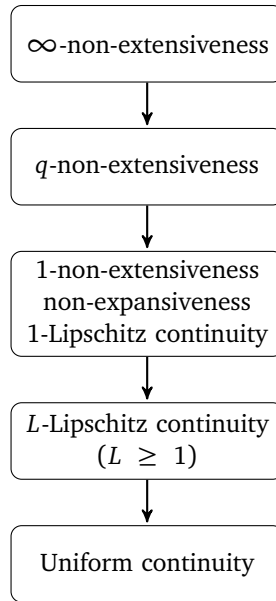 ∞-non-extensiveness
q-non-extensiveness
1-non-extensiveness
non-expansiveness
1-Lipschitz continuity
L-Lipschitz continuity
(L ≥ 1)
Uniform continuity